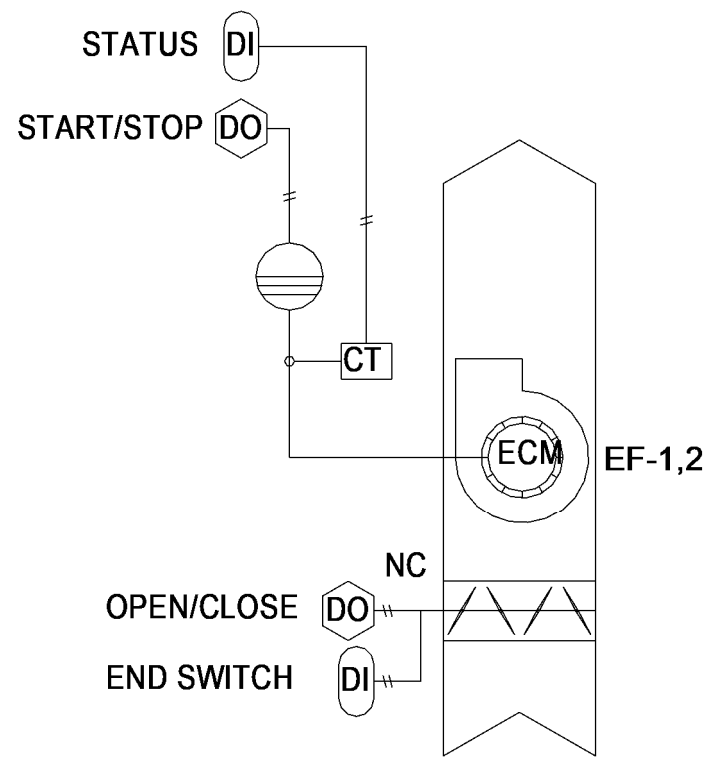 STATUS DI
START/STOP DO
CT
ECM
EF-1,2
NC
OPEN/CLOSE DO
END SWITCH DI